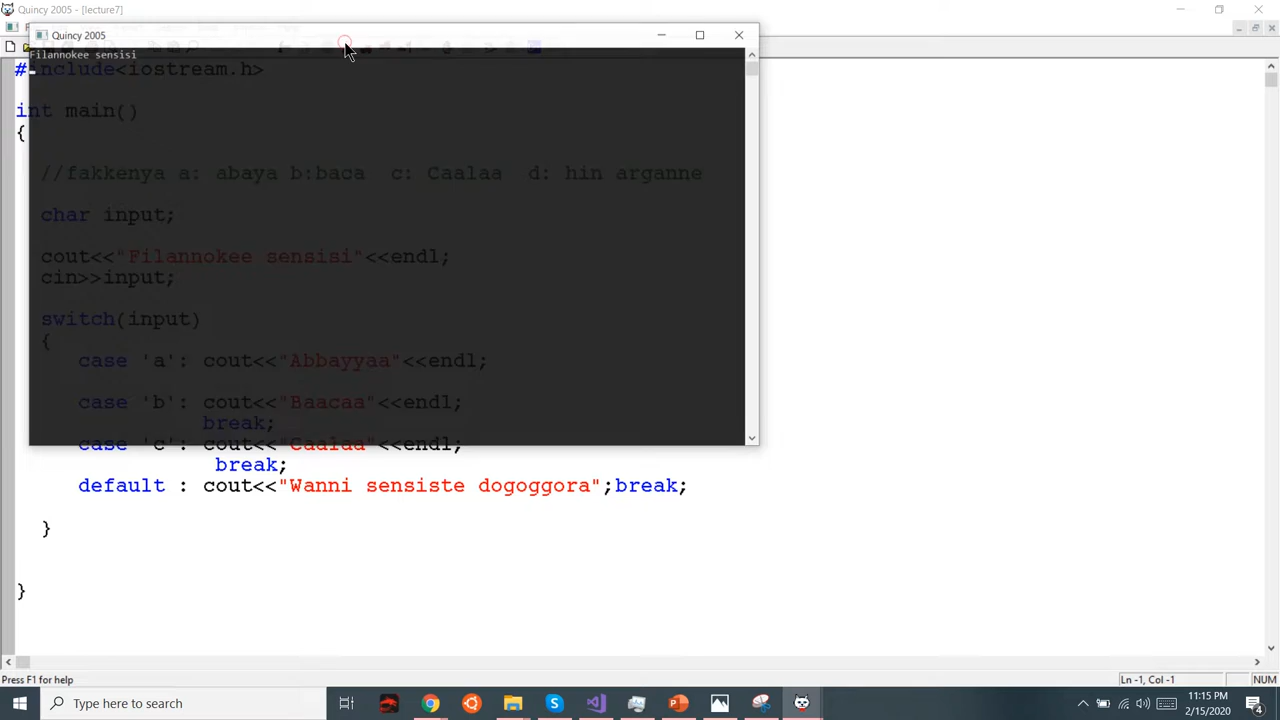 Quincy 2005 - [lecture7]
Quincy 2005
Filannokee sensisi
#include<iostream.h>
int main()
{
//fakkenya a: abaya b:baca c: Caalaa d: hin arganne
char input;
cout<<"Filannokee sensisi"<<endl;
cin>>input;
switch(input)
{
case 'a': cout<<"Abbayyaa"<<endl;
case 'b': cout<<"Baacaa"<<endl;
break;
case 'c': cout<<"Caalaa"<<endl;
break;
default : cout<<"Wanni sensiste dogoggora";break;
}
}
Press F1 for help
Ln -1, Col -1
NUM
Type here to search
11:15 PM
2/15/2020
4